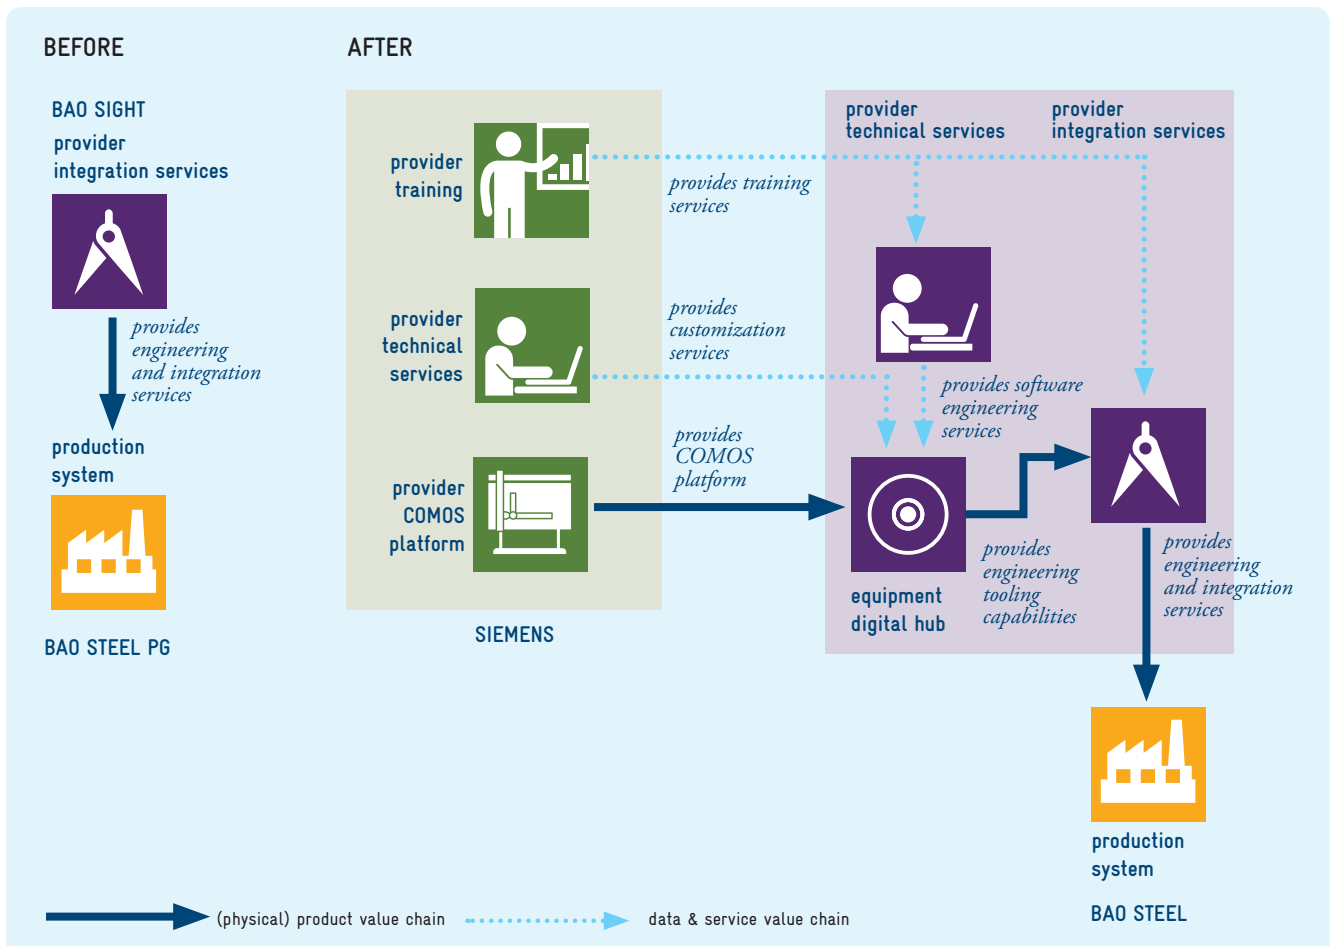 BEFORE
BAO SIGHT
provider
integration services
provides
engineering
and integration
services
production
system
BAO STEEL PG
AFTER
provider
training
provider
technical
services
provider
COMOS
platform
SIEMENS
provides training
services
provides
customization
services
provides
COMOS
platform
provider
technical services
provider
integration services
provides software
engineering
services
equipment
digital hub
provides
engineering
tooling
capabilities
provides
engineering
and integration
services
production
system
BAO STEEL
(physical) product value chain
data & service value chain